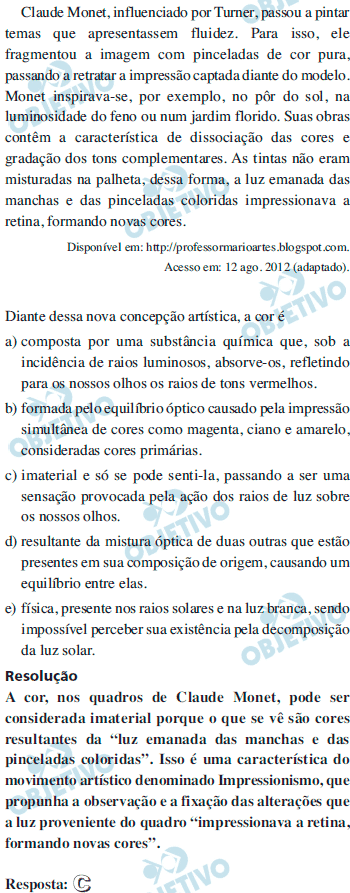 Claude Monet, influenciado por Turner, passou a pintar
temas que apresentassem fluidez. Para isso, ele
fragmentou a imagem com pinceladas de cor pura,
passando a retratar a impressão captada diante do modelo.
Monet inspirava-se, por exemplo, no pôr do sol, na
luminosidade do feno ou num jardim florido. Suas obras
contêm a característica de dissociação das cores e
gradação dos tons complementares. As tintas não eram
misturadas na palheta, dessa forma, a luz emanada das
manchas e das pinceladas coloridas impressionava a
retina, formando novas cores.
Disponível em: http://professormarioartes.blogspot.com.
Acesso em: 12 ago. 2012 (adaptado).
Diante dessa nova concepção artística, a cor é
a) composta por uma substância química que, sob a
incidência de raios luminosos, absorve-os, refletindo
para os nossos olhos os raios de tons vermelhos.
b) formada pelo equilíbrio óptico causado pela impressão
simultânea de cores como magenta, ciano e amarelo,
consideradas cores primárias.
c) imaterial e só se pode senti-la, passando a ser uma
sensação provocada pela ação dos raios de luz sobre
os nossos olhos.
d) resultante da mistura óptica de duas outras que estão
presentes em sua composição de origem, causando um
equilíbrio entre elas.
e) física, presente nos raios solares e na luz branca, sendo
impossível perceber sua existência pela decomposição
da luz solar.
Resolução
A cor, nos quadros de Claude Monet, pode ser
considerada imaterial porque o que se vê são cores
resultantes da “luz emanada das manchas e das
pinceladas coloridas”. Isso é uma característica do
movimento artístico denominado Impressionismo, que
propunha a observação e a fixação das alterações que
a luz proveniente do quadro “impressionava a retina,
formando novas cores”.
Resposta: C
OBJETIVO
OBJETIVO
OBJETIVO
OBJETIVO
OBJETIVO
OBJETIVO
OBJETIVO
OBJETIVO